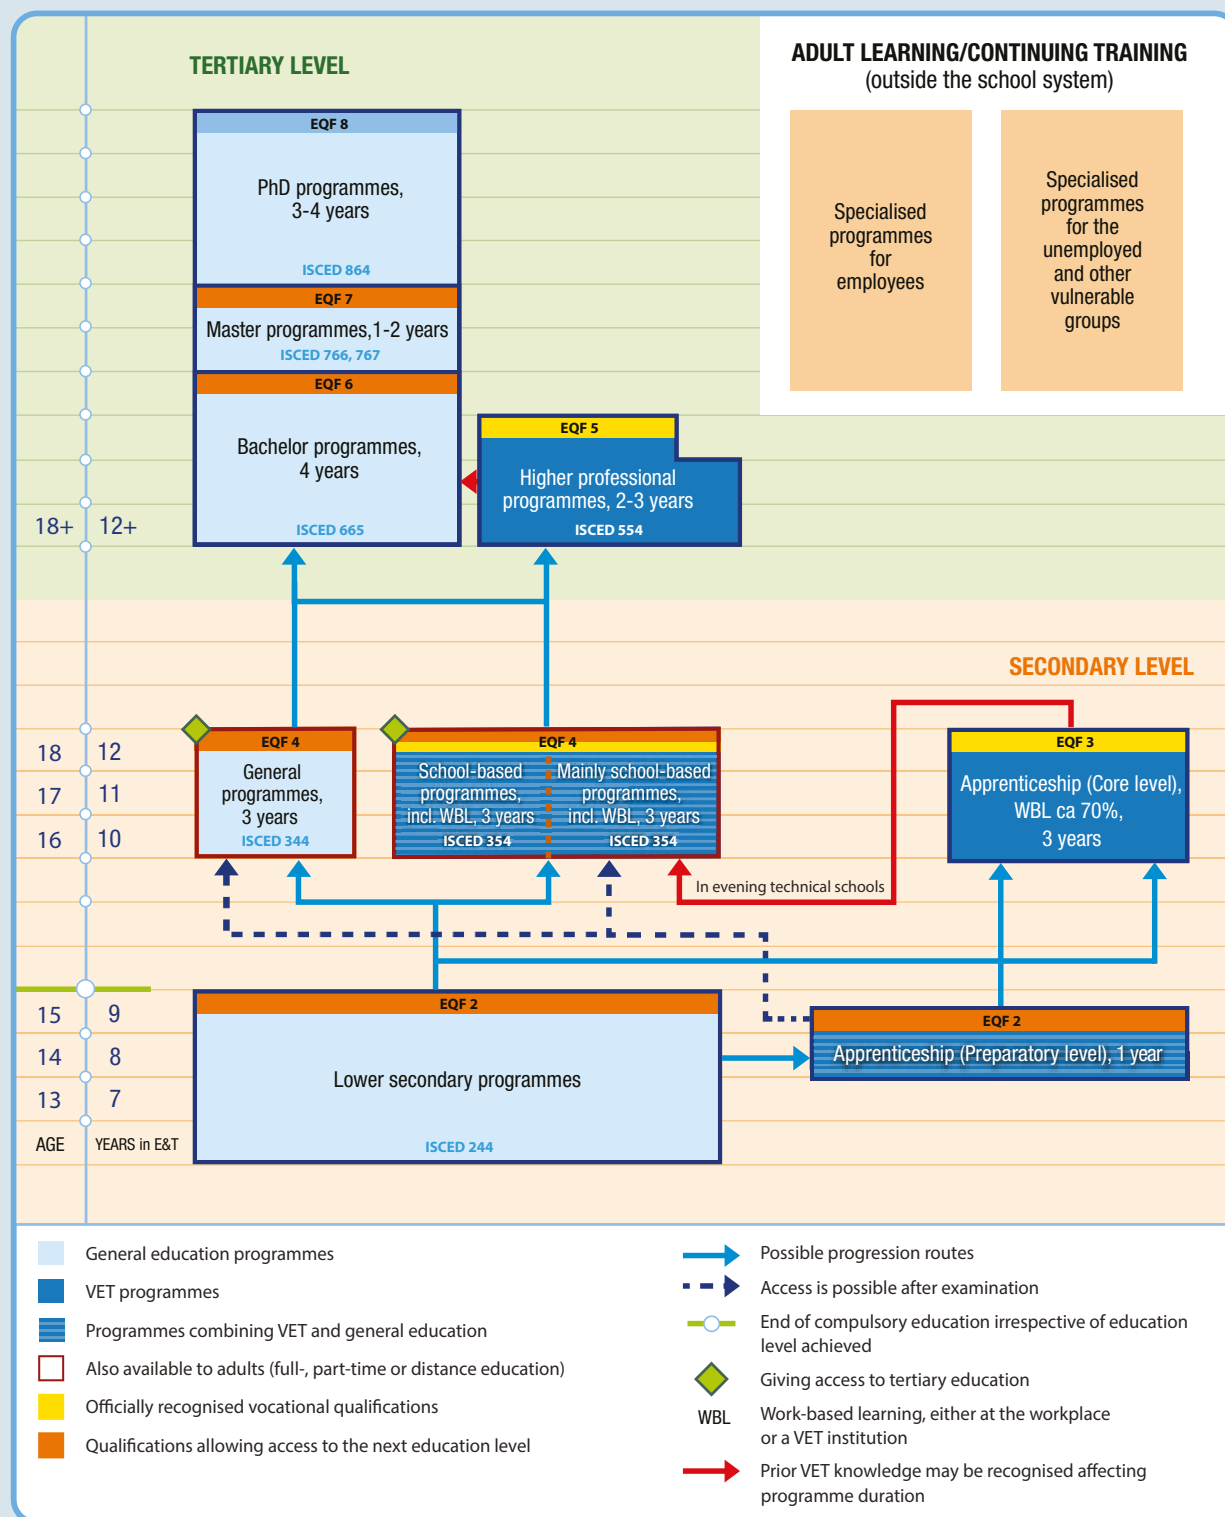 TERTIARY LEVEL
ADULT LEARNING/CONTINUING TRAINING
(outside the school system)
Specialised
programmes
for
employees
Specialised
programmes
for the
unemployed
and other
vulnerable
groups
EQF 8
PhD programmes,
3-4 years
ISCED 864
EQF 7
Master programmes,1-2 years
ISCED 766, 767
EQF 6
Bachelor programmes,
4 years
ISCED 665
EQF 5
Higher professional
programmes, 2-3 years
ISCED 554
18+ 12+
SECONDARY LEVEL
18 12
17 11
16 10
EQF 4
General
programmes,
3 years
ISCED 344
EQF 4
School-based
programmes,
incl. WBL, 3 years
ISCED 354
Mainly school-based
programmes,
incl. WBL, 3 years
ISCED 354
EQF 3
Apprenticeship (Core level),
WBL ca 70%,
3 years
In evening technical schools
15 9
14 8
13 7
AGE YEARS in E&T
EQF 2
Lower secondary programmes
ISCED 244
EQF 2
Apprenticeship (Preparatory level), 1 year
General education programmes
VET programmes
Programmes combining VET and general education
Also available to adults (full-, part-time or distance education)
Officially recognised vocational qualifications
Qualifications allowing access to the next education level
Possible progression routes
Access is possible after examination
End of compulsory education irrespective of education
level achieved
Giving access to tertiary education
WBL Work-based learning, either at the workplace
or a VET institution
Prior VET knowledge may be recognised affecting
programme duration